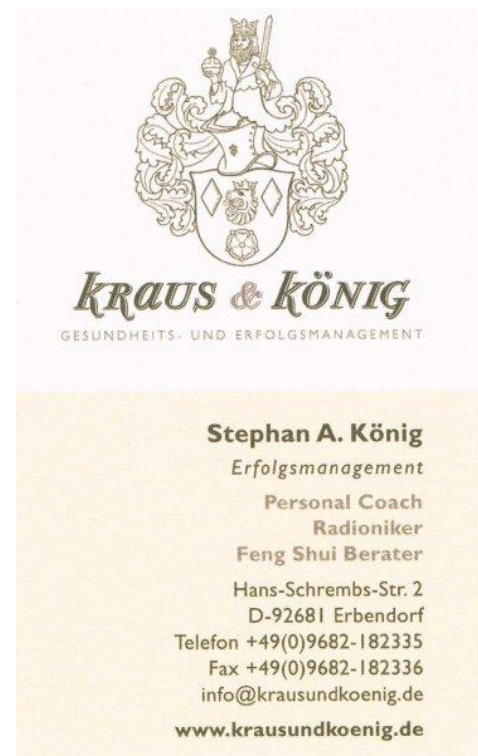 Kraus & König
GESUNDHEITS- UND ERFOLGSMANAGEMENT
Stephan A. König
Erfolgsmanagement
Personal Coach
Radioniker
Feng Shui Berater
Hans-Schrembs-Str. 2
D-92681 Erbendorf
Telefon +49(0)9682-182335
Fax +49(0)9682-182336
info@krausundkoenig.de
www.krausundkoenig.de